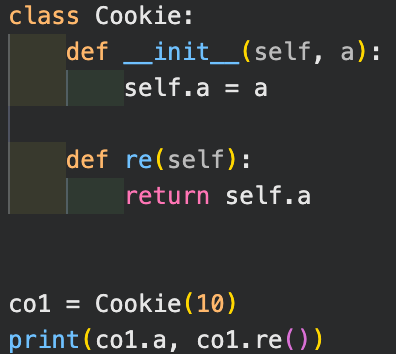 class Cookie:
    def __init__(self, a):
        self.a = a
    def re(self):
        return self.a
co1 = Cookie(10)
print(co1.a, co1.re())